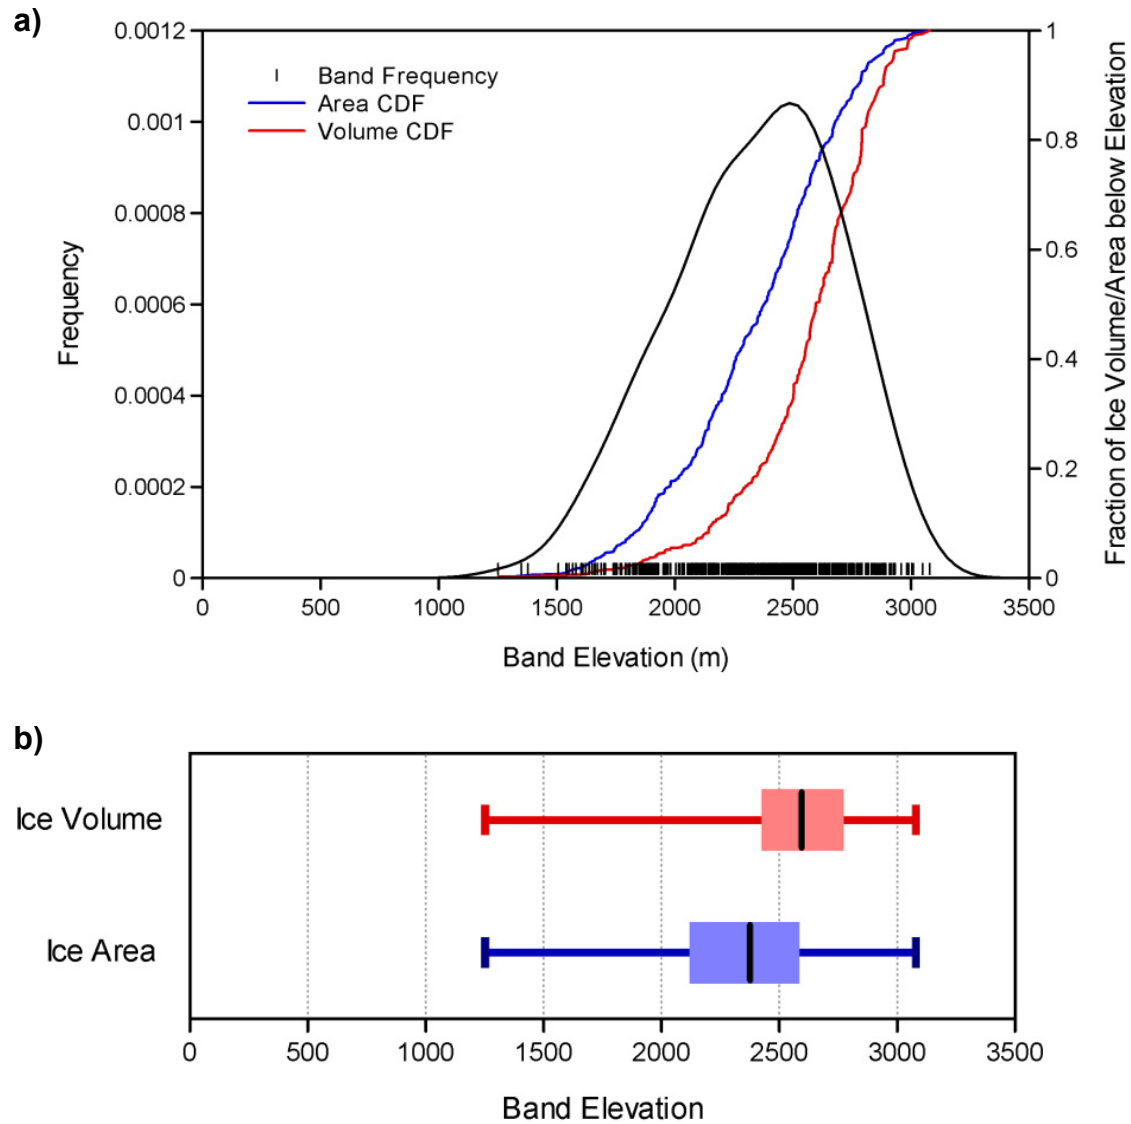 a)
0.0012
0.001
0.0008
0.0006
0.0004
0.0002
0
Frequency
Band Frequency
Area CDF
Volume CDF
1
0.8
0.6
0.4
0.2
0
Fraction of Ice Volume/Area below Elevation
0 500 1000 1500 2000 2500 3000 3500
Band Elevation (m)
b)
Ice Volume
Ice Area
0 500 1000 1500 2000 2500 3000 3500
Band Elevation